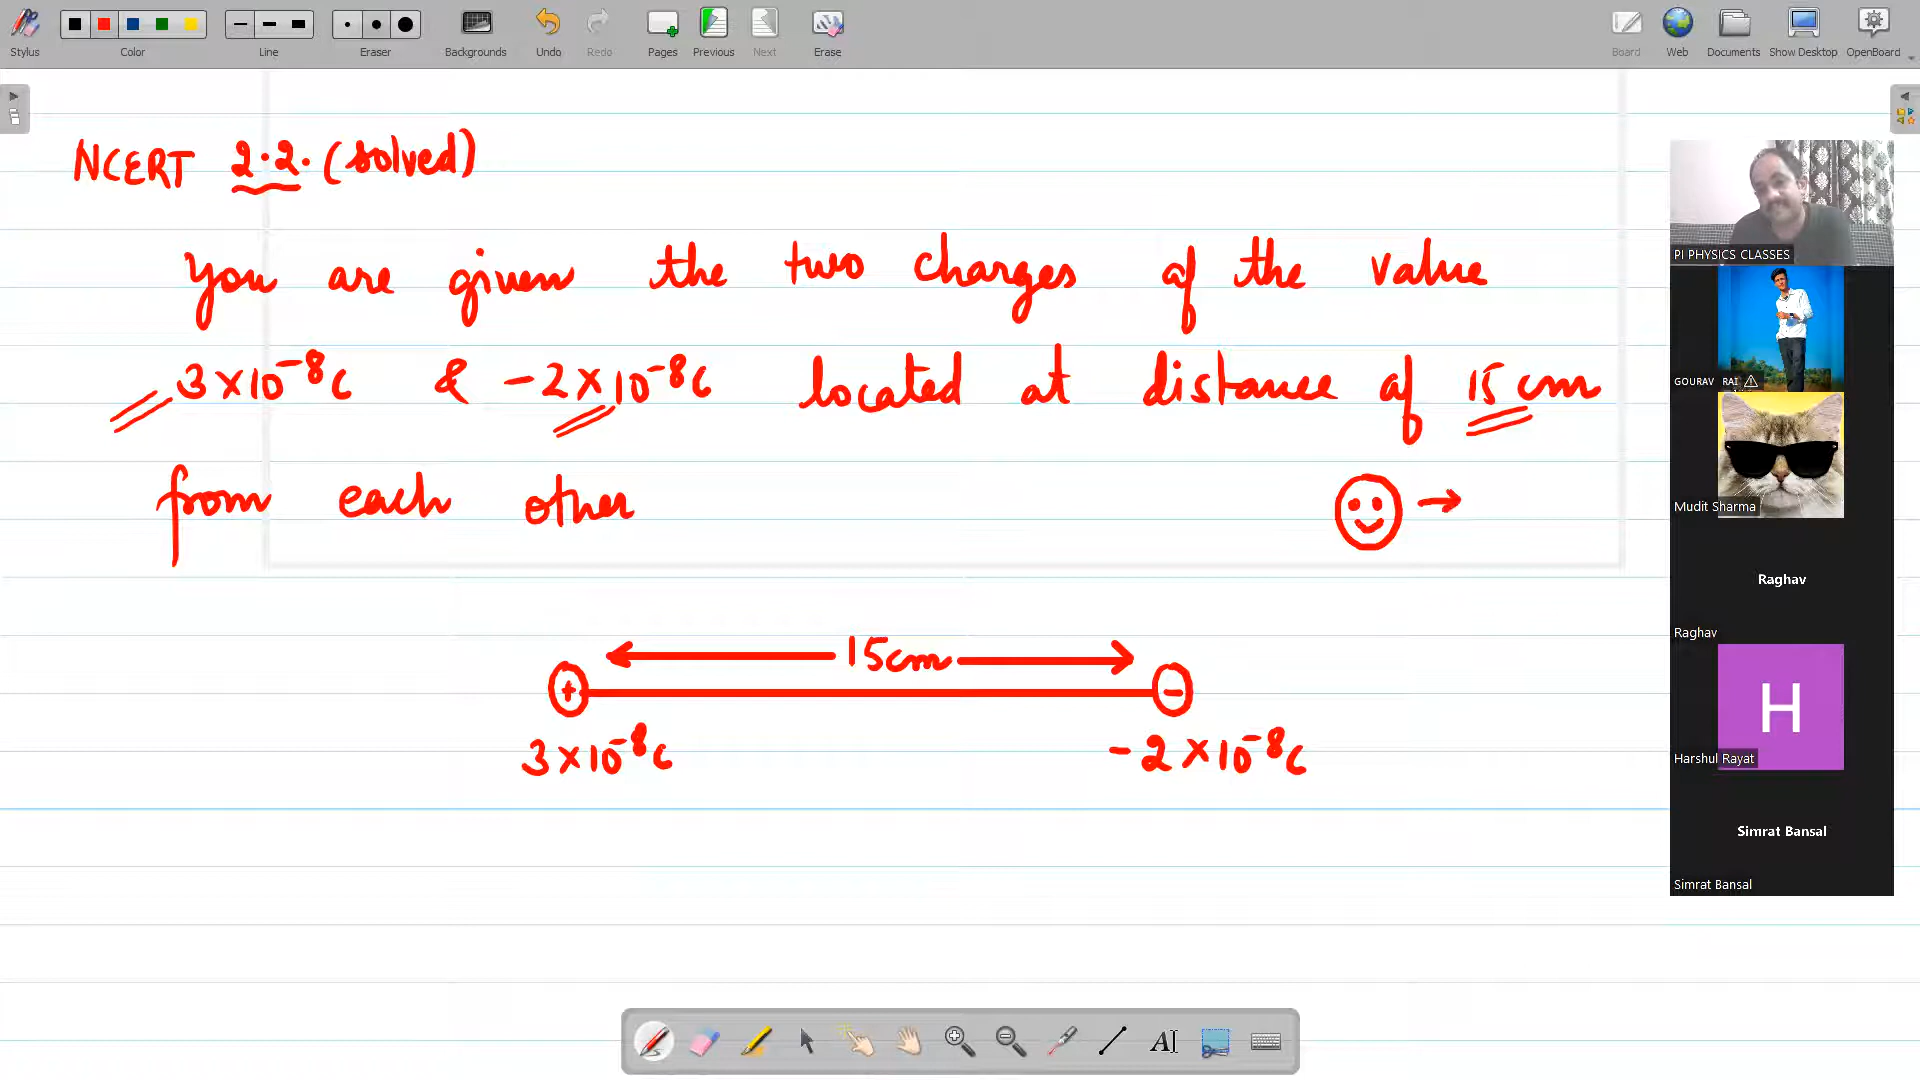 Stylus
Color
Line
Eraser
Backgrounds
Undo
Redo
Pages
Previous
Next
Erase
Board
Web
Documents
Show Desktop
OpenBoard
NCERT 2.2. (solved)
You are given the two charges of the value
3×10⁻⁸C & -2×10⁻⁸C located at distance of 15 cm
from each other
15cm
+
-
3×10⁻⁸C
-2×10⁻⁸C
PI PHYSICS CLASSES
GOURAV RAI
Mudit Sharma
Raghav
Raghav
H
Harshul Rayat
Simrat Bansal
Simrat Bansal
AI